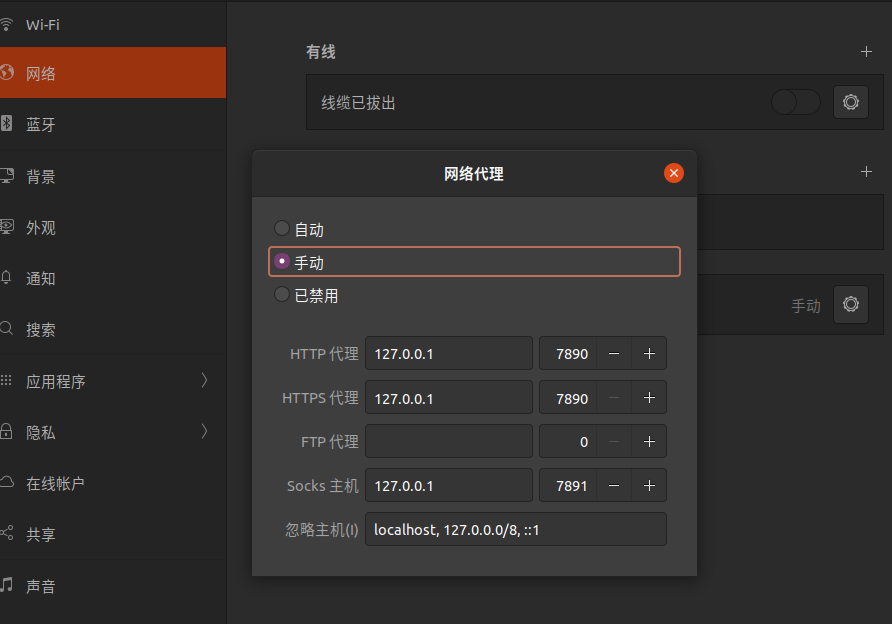 Wi-Fi
网络
蓝牙
背景
外观
通知
搜索
应用程序
隐私
在线帐户
共享
声音
有线
线缆已拔出
手动
网络代理
自动
手动
已禁用
HTTP 代理 127.0.0.1 7890 − +
HTTPS 代理 127.0.0.1 7890 − +
FTP 代理 0 − +
Socks 主机 127.0.0.1 7891 − +
忽略主机(I) localhost, 127.0.0.0/8, ::1